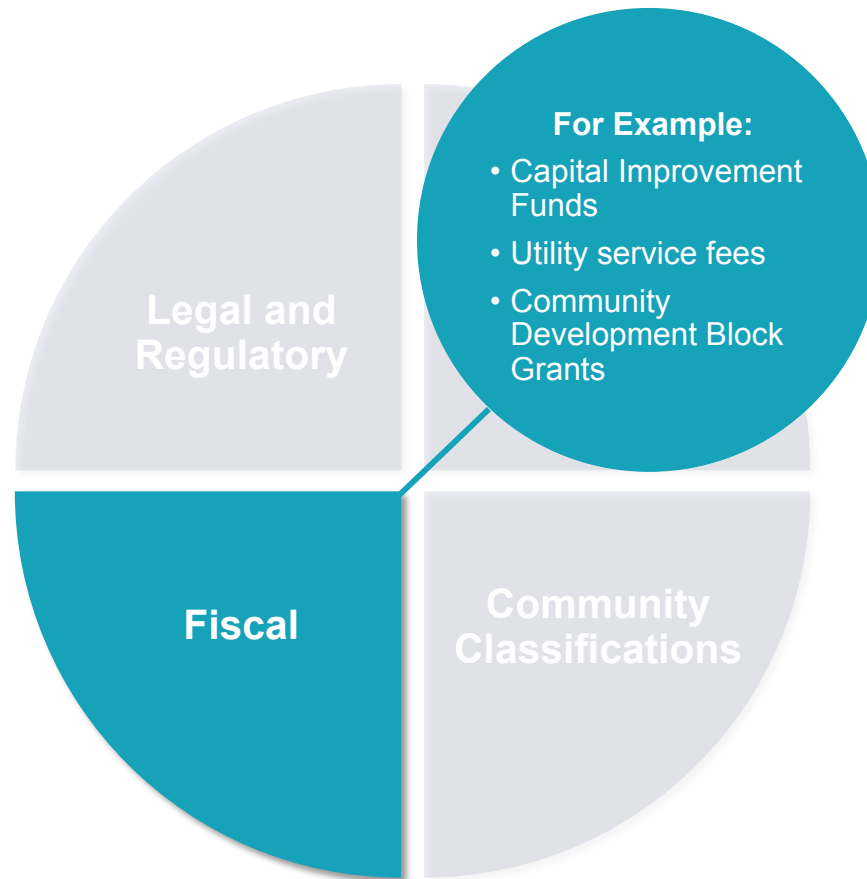 For Example:
• Capital Improvement
Funds
• Utility service fees
• Community
Development Block
Grants
Legal and
Regulatory
Fiscal
Community
Classifications